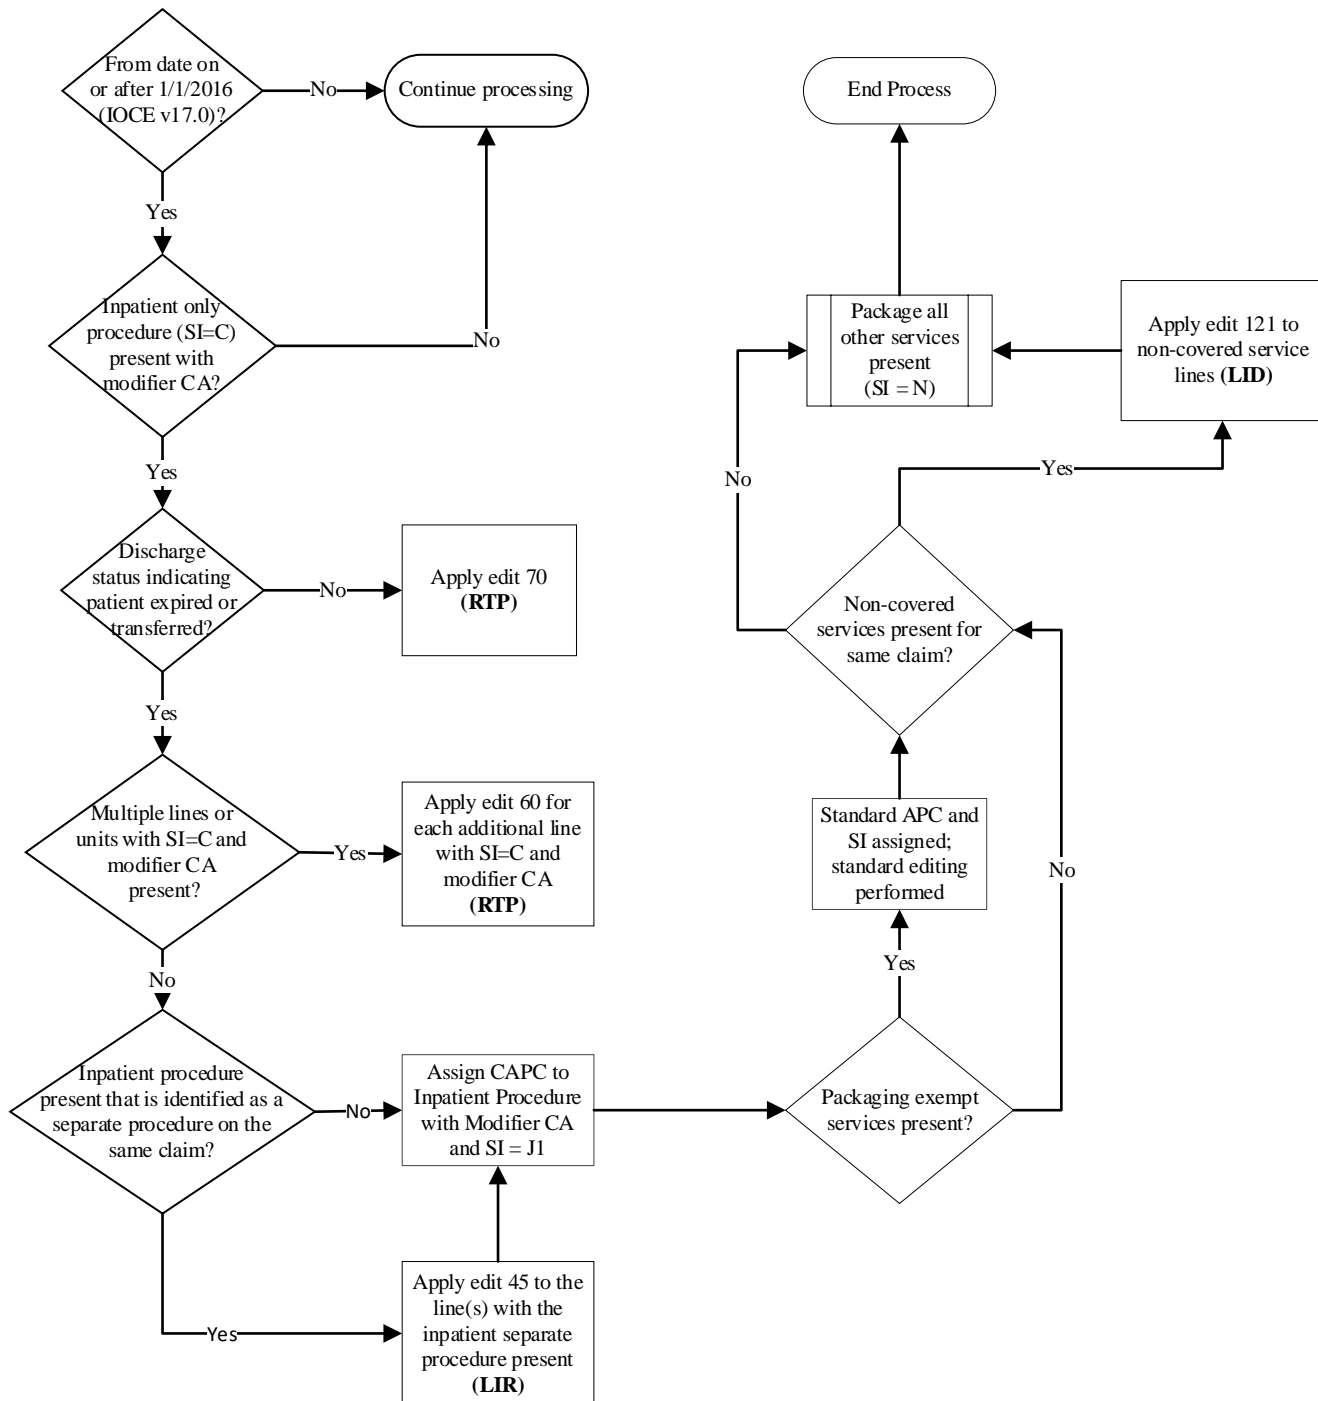 From date on
or after 1/1/2016
(IOCE v17.0)?
No
Continue processing
Yes
Inpatient only
procedure (SI=C)
present with
modifier CA?
No
Yes
Discharge
status indicating
patient expired or
transferred?
No
Apply edit 70
(RTP)
Yes
Multiple lines or
units with SI=C and
modifier CA
present?
Yes
Apply edit 60 for
each additional line
with SI=C and
modifier CA
(RTP)
No
Inpatient procedure
present that is identified as a
separate procedure on the
same claim?
No
Assign CAPC to
Inpatient Procedure
with Modifier CA
and SI = J1
Yes
Apply edit 45 to the
line(s) with the
inpatient separate
procedure present
(LIR)
Packaging exempt
services present?
Yes
No
Standard APC and
SI assigned;
standard editing
performed
Non-covered
services present for
same claim?
No
Yes
Apply edit 121 to
non-covered service
lines (LID)
Package all
other services
present
(SI = N)
End Process